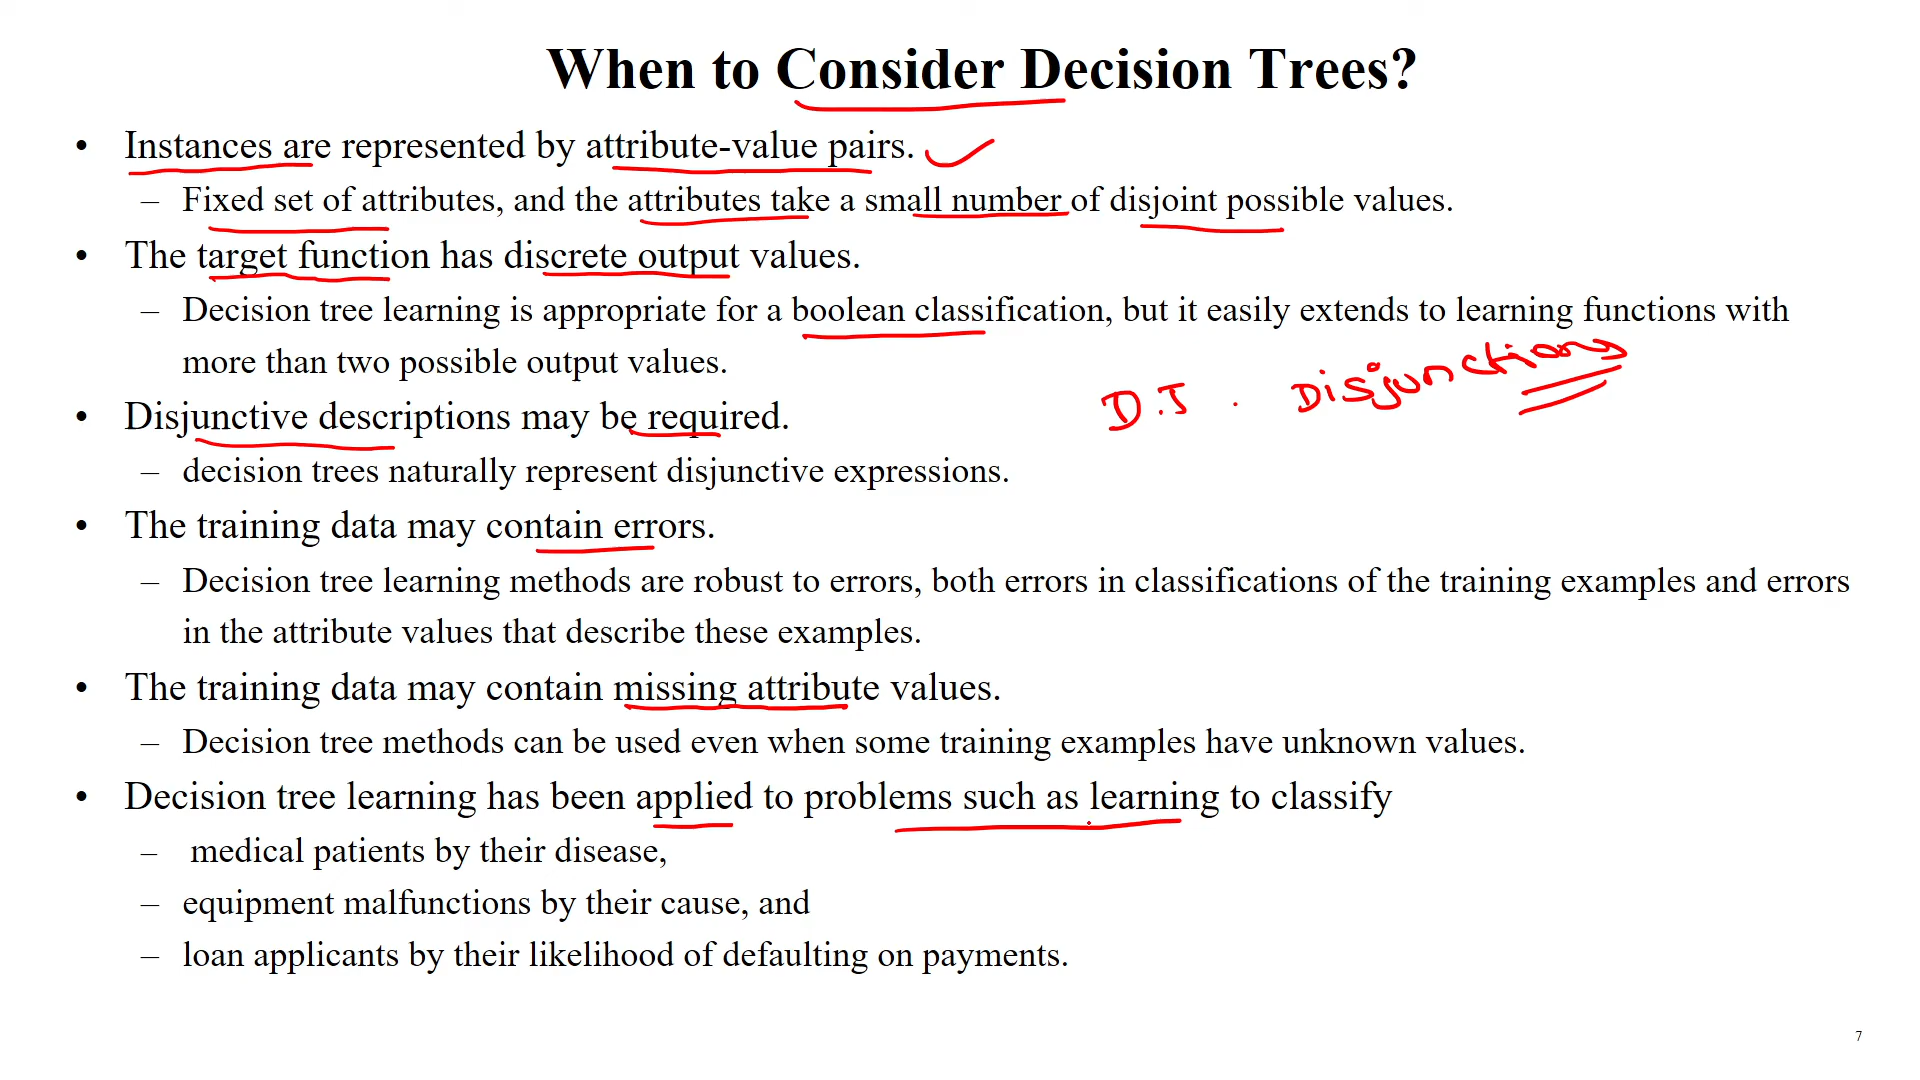 When to Consider Decision Trees?
• Instances are represented by attribute-value pairs.
– Fixed set of attributes, and the attributes take a small number of disjoint possible values.
• The target function has discrete output values.
– Decision tree learning is appropriate for a boolean classification, but it easily extends to learning functions with
more than two possible output values.
D.T . Disjunctions
• Disjunctive descriptions may be required.
– decision trees naturally represent disjunctive expressions.
• The training data may contain errors.
– Decision tree learning methods are robust to errors, both errors in classifications of the training examples and errors
in the attribute values that describe these examples.
• The training data may contain missing attribute values.
– Decision tree methods can be used even when some training examples have unknown values.
• Decision tree learning has been applied to problems such as learning to classify
– medical patients by their disease,
– equipment malfunctions by their cause, and
– loan applicants by their likelihood of defaulting on payments.
7